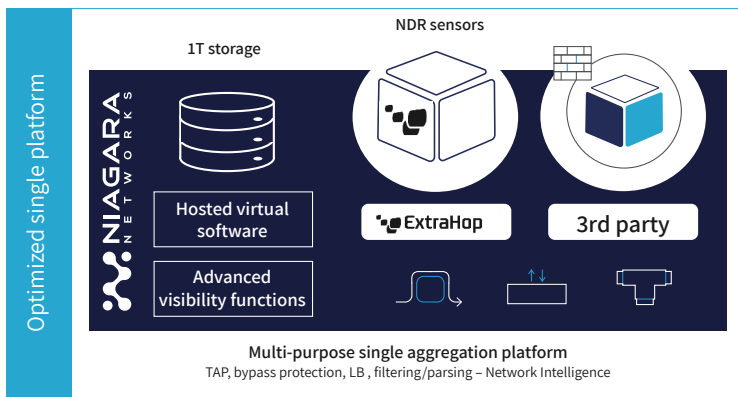 Optimized single platform
1T storage
NDR sensors
NIAGARA
NETWORKS
Hosted virtual
software
ExtraHop
3rd party
Advanced
visibility functions
Multi-purpose single aggregation platform
TAP, bypass protection, LB , filtering/parsing – Network Intelligence